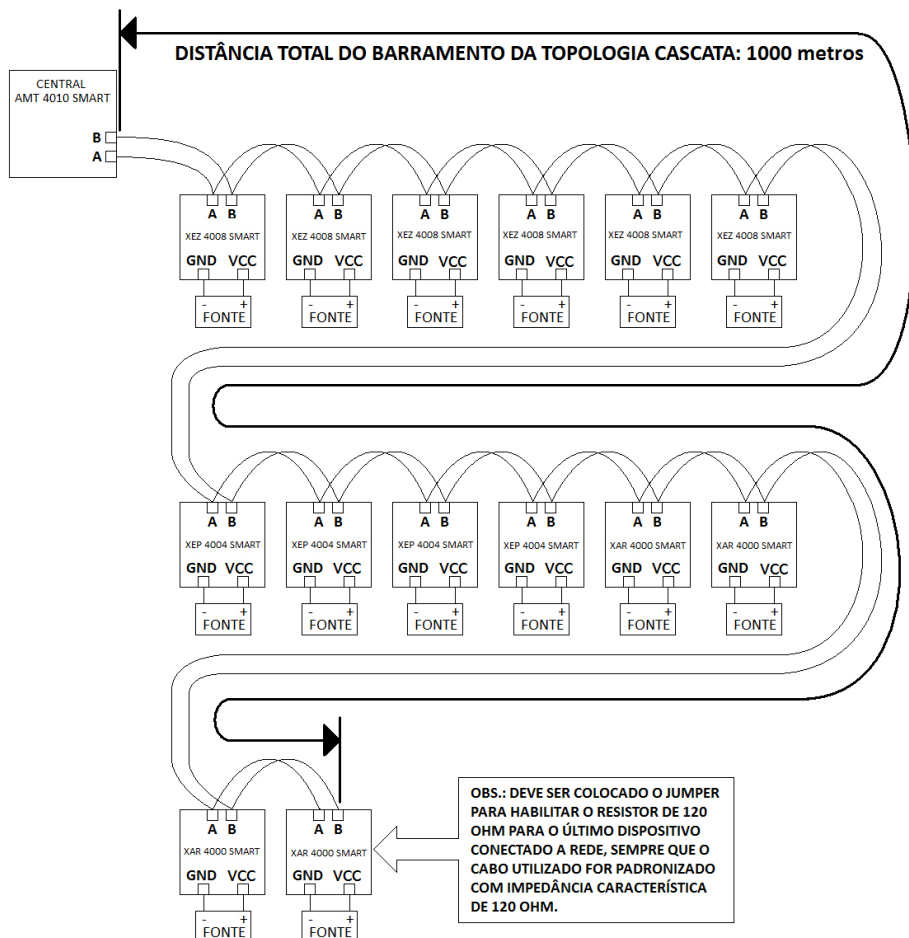 DISTÂNCIA TOTAL DO BARRAMENTO DA TOPOLOGIA CASCATA: 1000 metros
CENTRAL
AMT 4010 SMART
B
A
A B A B A B A B A B A B
XEZ 4008 SMART XEZ 4008 SMART XEZ 4008 SMART XEZ 4008 SMART XEZ 4008 SMART XEZ 4008 SMART
GND VCC GND VCC GND VCC GND VCC GND VCC GND VCC
- + - + - + - + - + - +
FONTE FONTE FONTE FONTE FONTE FONTE
A B A B A B A B A B A B
XEP 4004 SMART XEP 4004 SMART XEP 4004 SMART XEP 4004 SMART XAR 4000 SMART XAR 4000 SMART
GND VCC GND VCC GND VCC GND VCC GND VCC GND VCC
- + - + - + - + - + - +
FONTE FONTE FONTE FONTE FONTE FONTE
A B A B
XAR 4000 SMART XAR 4000 SMART
GND VCC GND VCC
- + - +
FONTE FONTE
OBS.: DEVE SER COLOCADO O JUMPER
PARA HABILITAR O RESISTOR DE 120
OHM PARA O ÚLTIMO DISPOSITIVO
CONECTADO A REDE, SEMPRE QUE O
CABO UTILIZADO FOR PADRONIZADO
COM IMPEDÂNCIA CARACTERÍSTICA
DE 120 OHM.